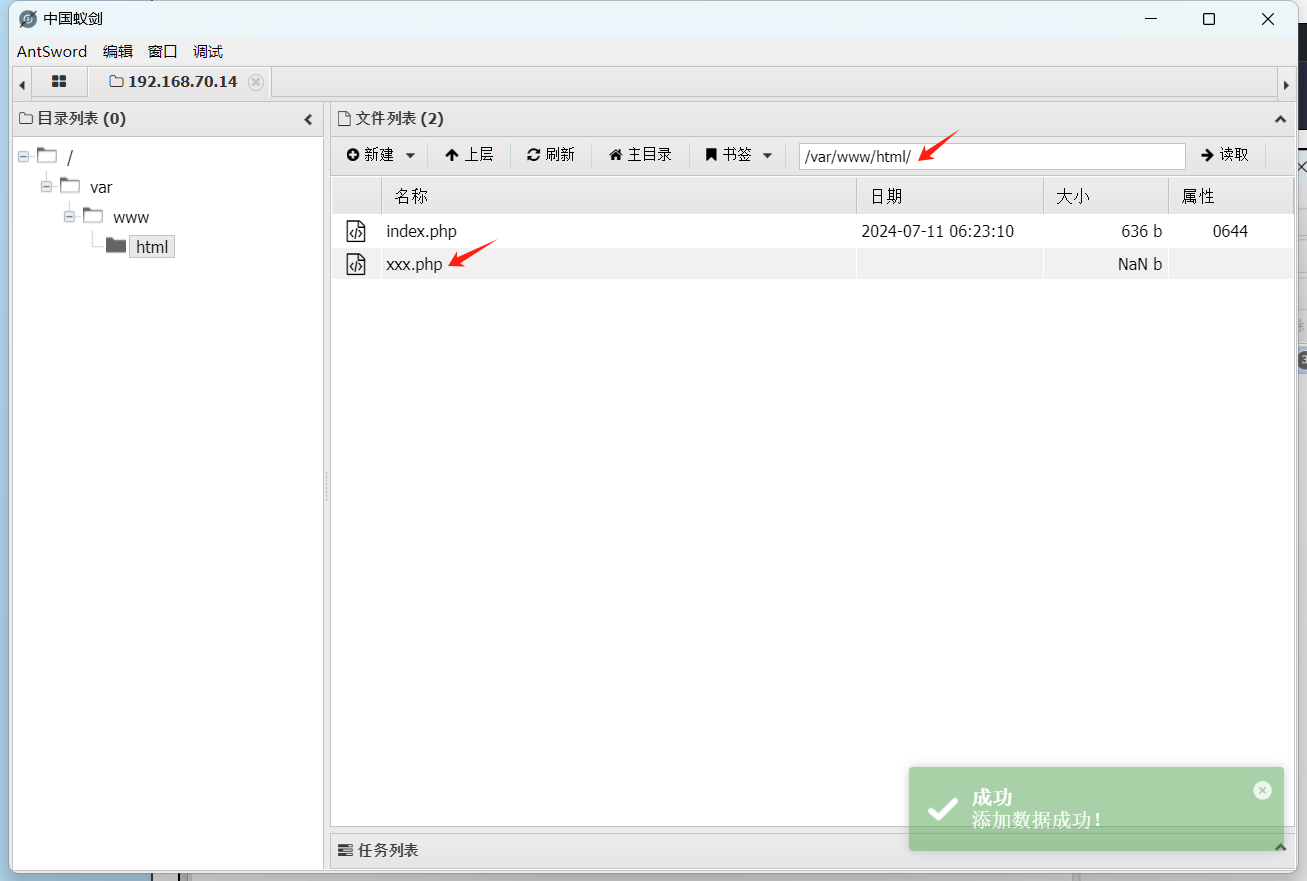 中国蚁剑
AntSword 编辑 窗口 调试
192.168.70.14
目录列表 (0)
文件列表 (2)
新建 上层 刷新 主目录 书签 /var/www/html/ 读取
/
var
www
html
名称 日期 大小 属性
index.php 2024-07-11 06:23:10 636 b 0644
xxx.php NaN b
成功
添加数据成功!
任务列表